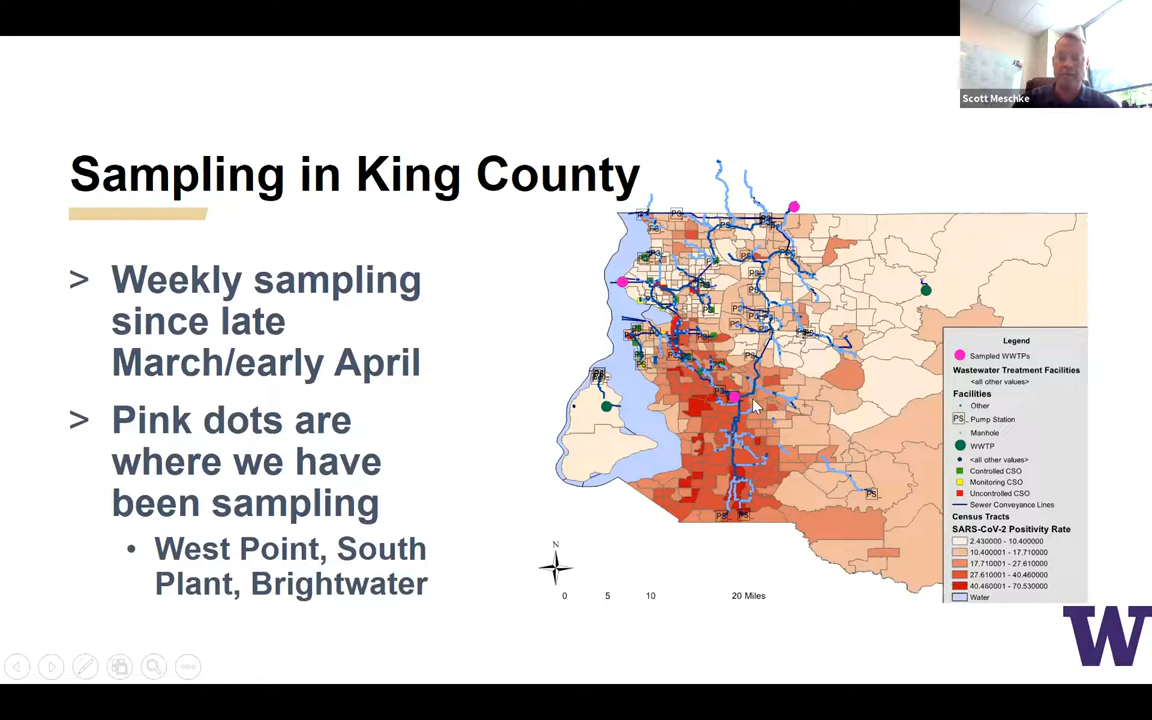 Scott Meschke
Sampling in King County
> Weekly sampling
since late
March/early April
> Pink dots are
where we have
been sampling
• West Point, South
Plant, Brightwater
N
0 5 10 20 Miles
Legend
Sampled WWTPs
Wastewater Treatment Facilities
<all other values>
Facilities
Other
PS Pump Station
Manhole
WWTP
<all other values>
Controlled CSO
Monitoring CSO
Uncontrolled CSO
Sewer Conveyance Lines
Census Tracts
SARS-CoV-2 Positivity Rate
2.430000 - 10.400000
10.400001 - 17.710000
17.710001 - 27.610000
27.610001 - 40.460000
40.460001 - 70.530000
Water
W